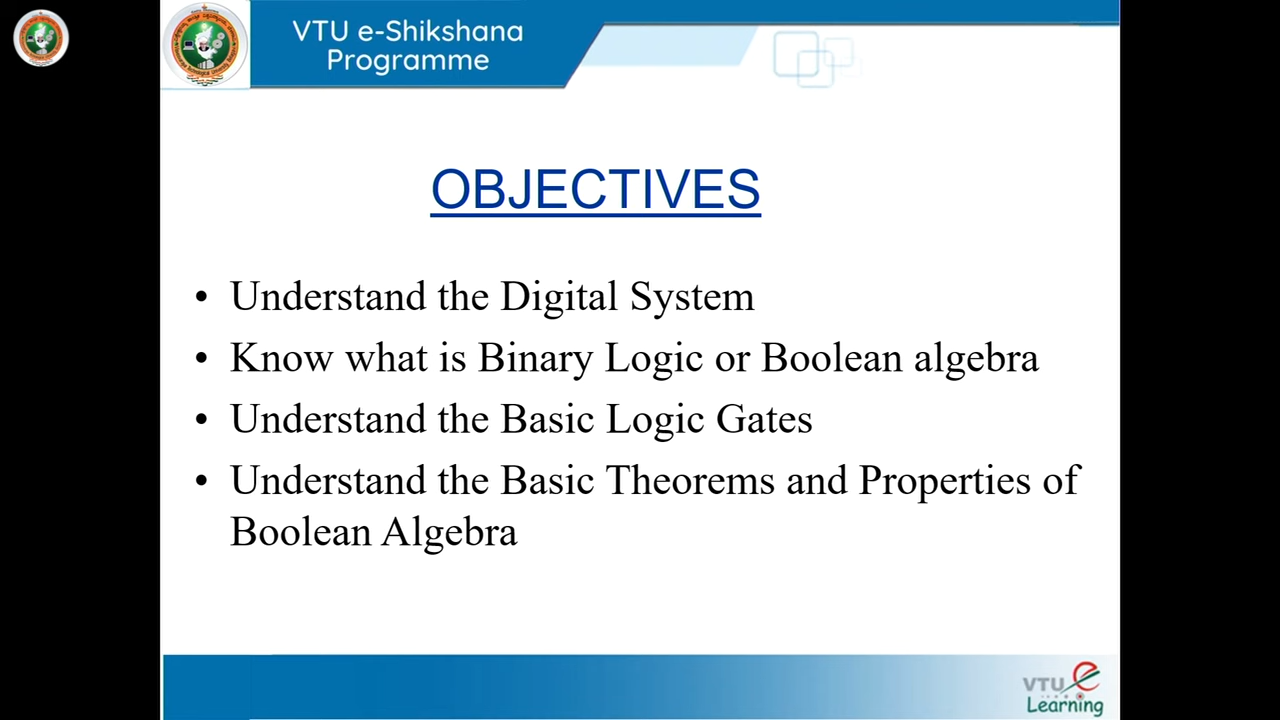 VTU e-Shikshana
Programme
OBJECTIVES
• Understand the Digital System
• Know what is Binary Logic or Boolean algebra
• Understand the Basic Logic Gates
• Understand the Basic Theorems and Properties of
Boolean Algebra
VTU e
Learning